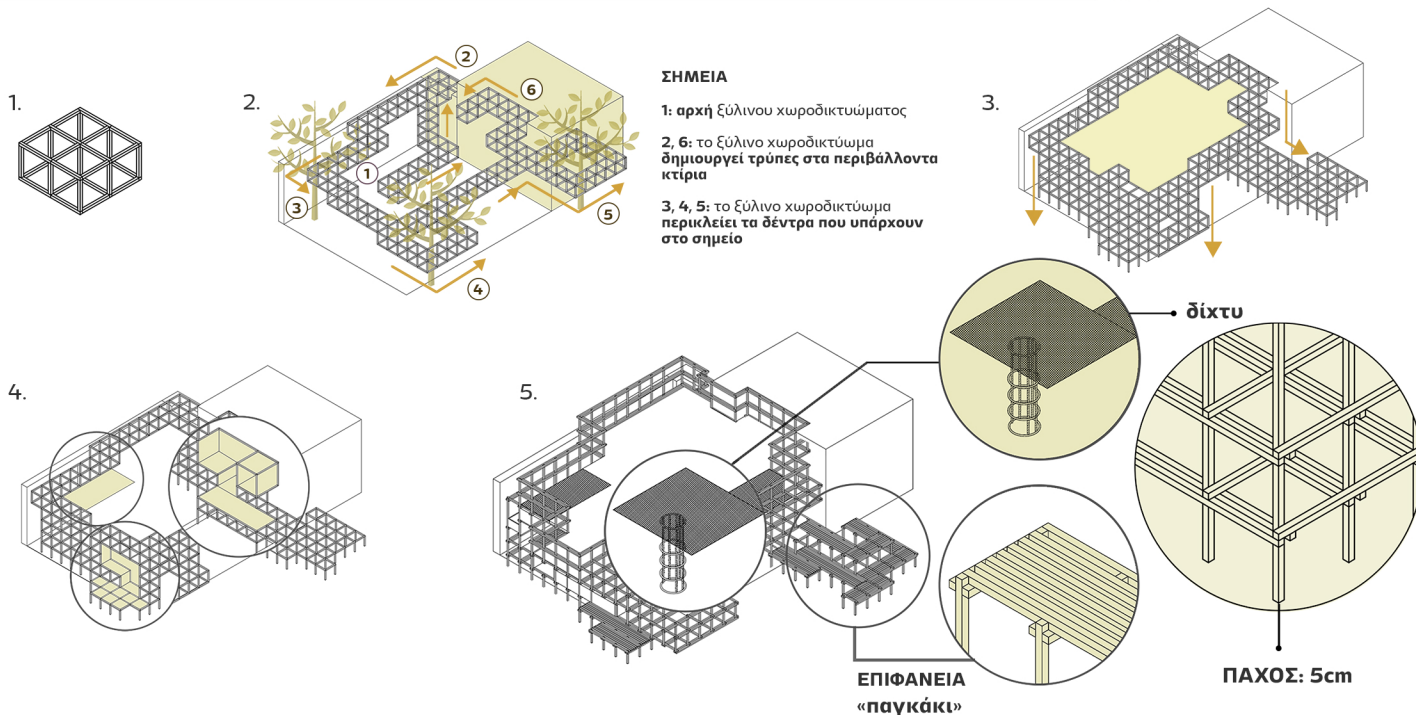 1.
2.
2
6
1
3
5
4
ΣΗΜΕΙΑ
1: αρχή ξύλινου χωροδικτυώματος
2, 6: το ξύλινο χωροδικτύωμα
δημιουργεί τρύπες στα περιβάλλοντα
κτίρια
3, 4, 5: το ξύλινο χωροδικτύωμα
περικλείει τα δέντρα που υπάρχουν
στο σημείο
3.
4.
5.
δίχτυ
ΕΠΙΦΑΝΕΙΑ
«παγκάκι»
ΠΑΧΟΣ: 5cm